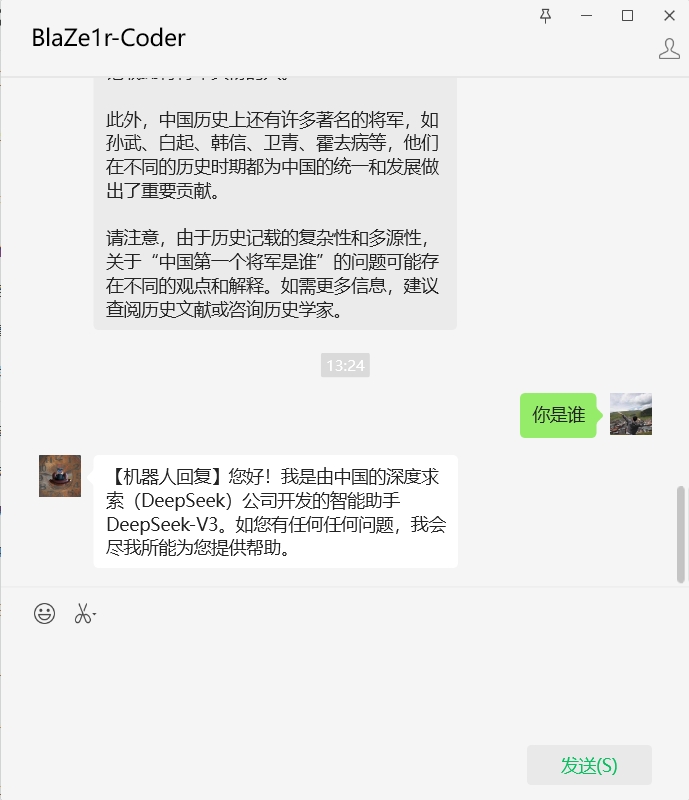 BlaZe1r-Coder
此外，中国历史上还有许多著名的将军，如
孙武、白起、韩信、卫青、霍去病等，他们
在不同的历史时期都为中国的统一和发展做
出了重要贡献。
请注意，由于历史记载的复杂性和多源性，
关于“中国第一个将军是谁”的问题可能存
在不同的观点和解释。如需更多信息，建议
查阅历史文献或咨询历史学家。
13:24
你是谁
【机器人回复】您好！我是由中国的深度求
索（DeepSeek）公司开发的智能助手
DeepSeek-V3。如您有任何任何问题，我会
尽我所能为您提供帮助。
发送(S)